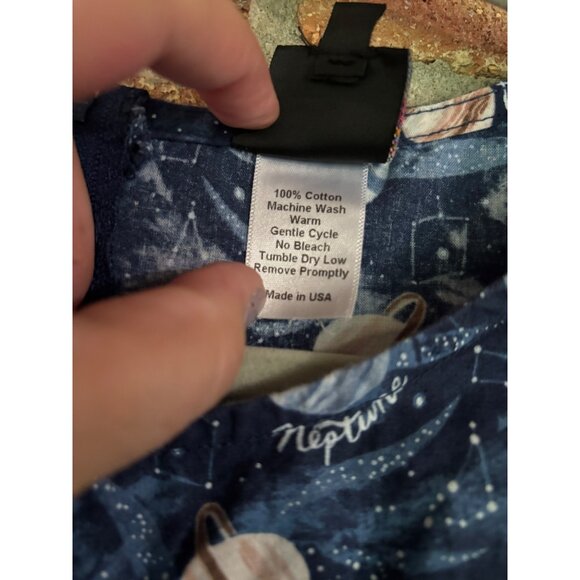 100% Cotton
Machine Wash
Warm
Gentle Cycle
No Bleach
Tumble Dry Low
Remove Promptly
Made in USA
Neptune